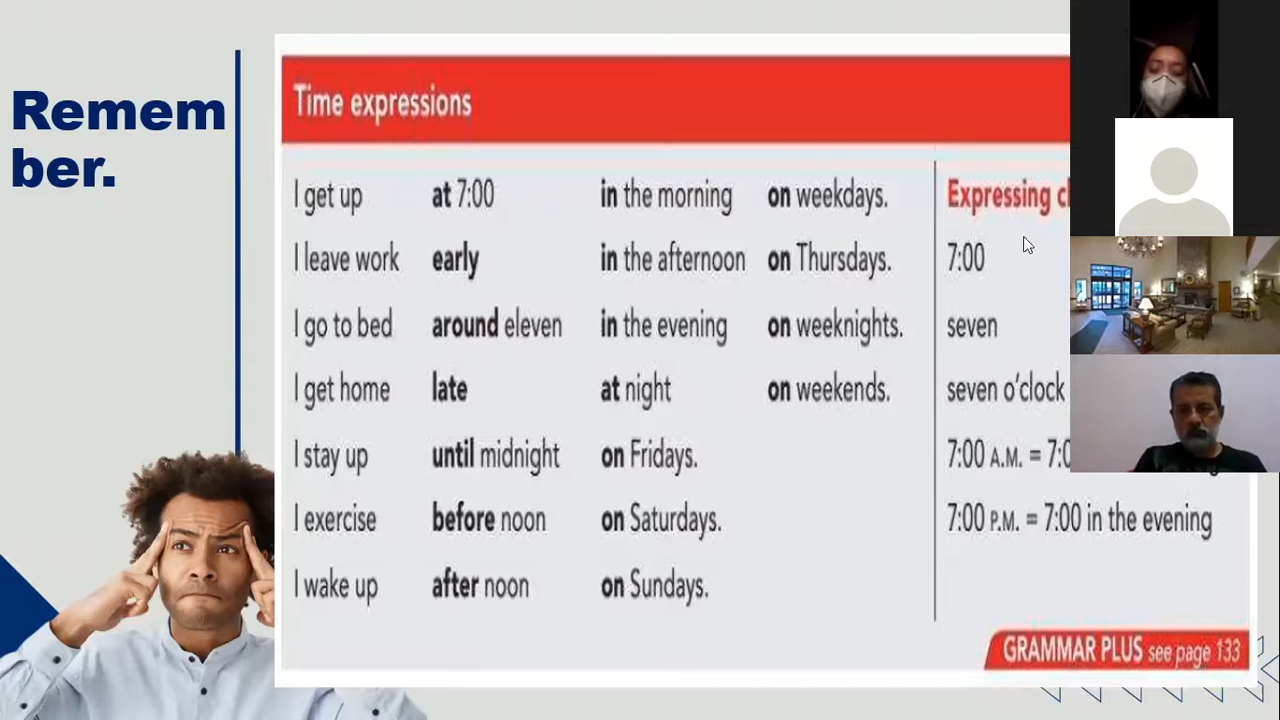 Remem
ber.
Time expressions
I get up at 7:00 in the morning on weekdays.
I leave work early in the afternoon on Thursdays.
I go to bed around eleven in the evening on weeknights.
I get home late at night on weekends.
I stay up until midnight on Fridays.
I exercise before noon on Saturdays.
I wake up after noon on Sundays.
Expressing
7:00
seven
seven o'clock
7:00 A.M. =
7:00 P.M. = 7:00 in the evening
GRAMMAR PLUS see page 133